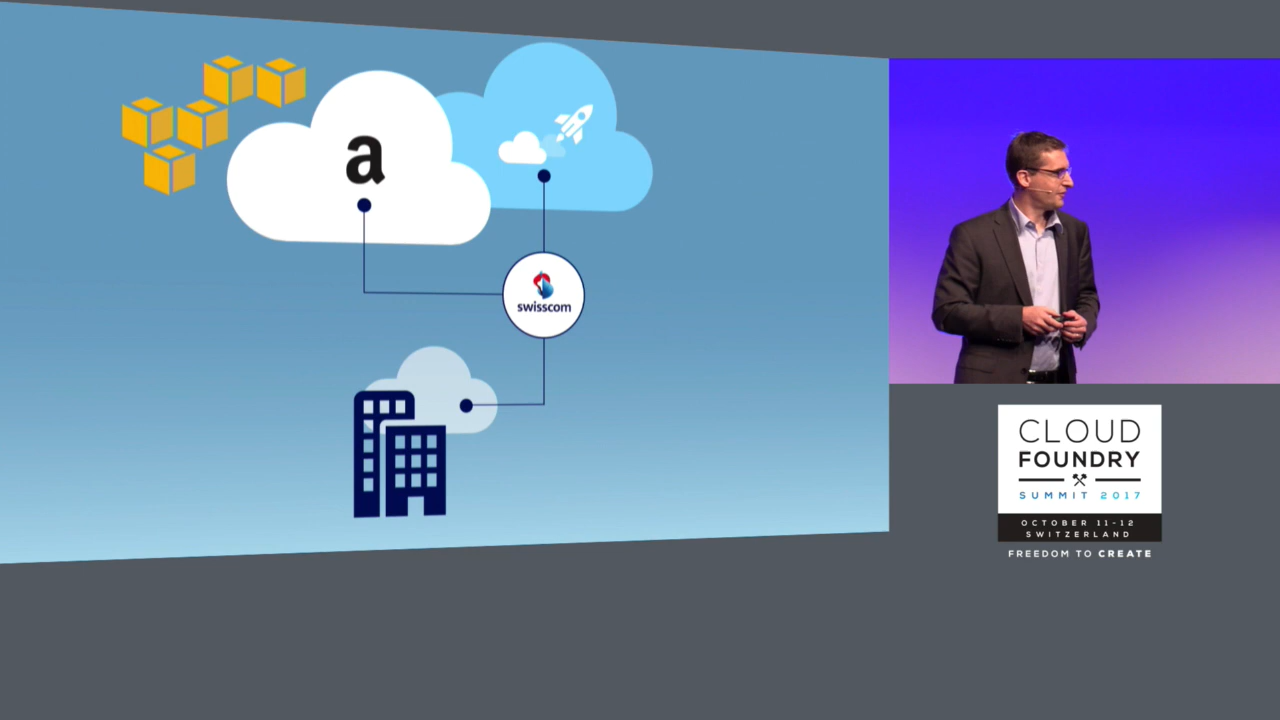 a
swisscom
CLOUD
FOUNDRY
SUMMIT 2017
OCTOBER 11-12
SWITZERLAND
FREEDOM TO CREATE